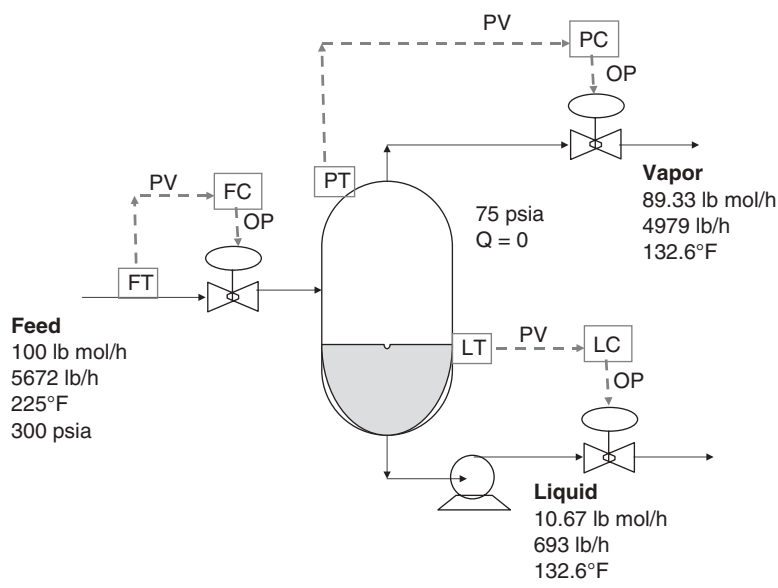 PV
PC
OP
PT
Vapor
89.33 lb mol/h
4979 lb/h
132.6°F
PV
FC
OP
75 psia
Q = 0
FT
Feed
100 lb mol/h
5672 lb/h
225°F
300 psia
LT
PV
LC
OP
Liquid
10.67 lb mol/h
693 lb/h
132.6°F